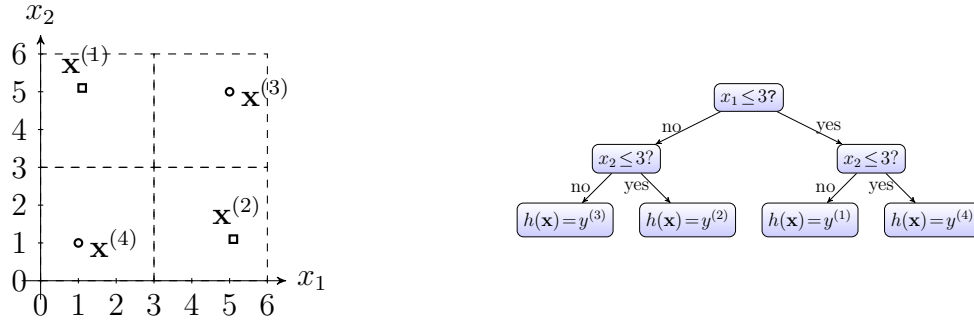 x₂
6
x⁽¹⁾
5
x⁽³⁾
4
3
x⁽²⁾
2
1
x⁽⁴⁾
0
x₁
0 1 2 3 4 5 6
x₁ ≤ 3?
no yes
x₂ ≤ 3? x₂ ≤ 3?
no yes no yes
h(x) = y⁽³⁾ h(x) = y⁽²⁾ h(x) = y⁽¹⁾ h(x) = y⁽⁴⁾